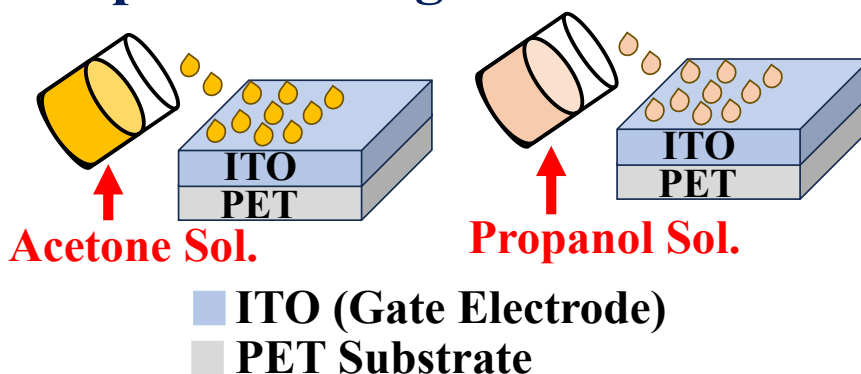 ITO
PET
Acetone Sol.
ITO
PET
Propanol Sol.
ITO (Gate Electrode)
PET Substrate